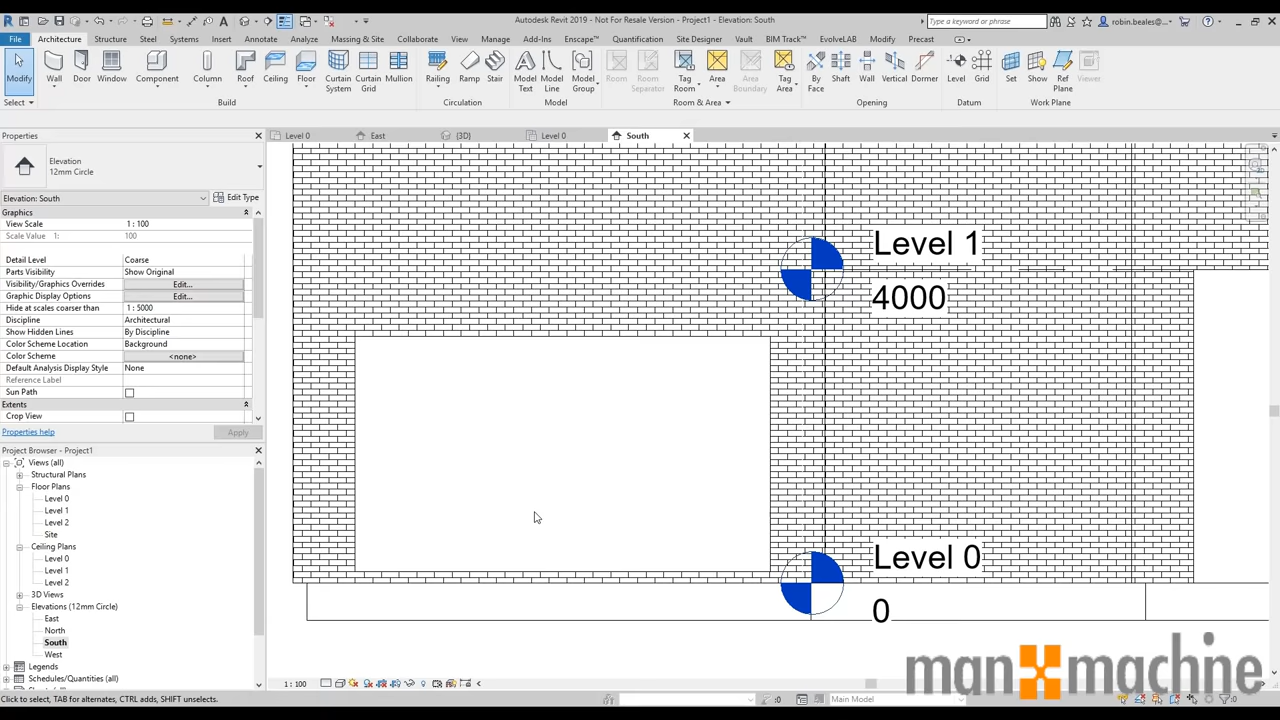 Autodesk Revit 2019 - Not For Resale Version - Project1 - Elevation: South
Type a keyword or phrase
robin.beales@...
File Architecture Structure Steel Systems Insert Annotate Analyze Massing & Site Collaborate View Manage Add-Ins Enscape™ Quantification Site Designer Vault BIM Track™ EvolveLAB Modify Precast
Modify Wall Door Window Component Column Roof Ceiling Floor Curtain System Curtain Grid Mullion Railing Ramp Stair Model Text Model Line Model Group Room Room Separator Tag Room Area Area Boundary Tag Area By Face Shaft Wall Vertical Dormer Level Grid Set Show Ref Plane Viewer
Select Build Circulation Model Room & Area Opening Datum Work Plane
Properties
Level 0 East {3D} Level 0 South
Elevation
12mm Circle
Elevation: South Edit Type
Graphics
View Scale 1 : 100
Scale Value 1: 100
Detail Level Coarse
Parts Visibility Show Original
Visibility/Graphics Overrides Edit...
Graphic Display Options Edit...
Hide at scales coarser than 1 : 5000
Discipline Architectural
Show Hidden Lines By Discipline
Color Scheme Location Background
Color Scheme <none>
Default Analysis Display Style None
Reference Label
Sun Path
Extents
Crop View
Properties help Apply
Project Browser - Project1
Views (all)
Structural Plans
Floor Plans
Level 0
Level 1
Level 2
Site
Ceiling Plans
Level 0
Level 1
Level 2
3D Views
Elevations (12mm Circle)
East
North
South
West
Legends
Schedules/Quantities (all)
Level 1
4000
Level 0
0
man machine
1 : 100
Click to select, TAB for alternates, CTRL adds, SHIFT unselects.
:0
Main Model
:0